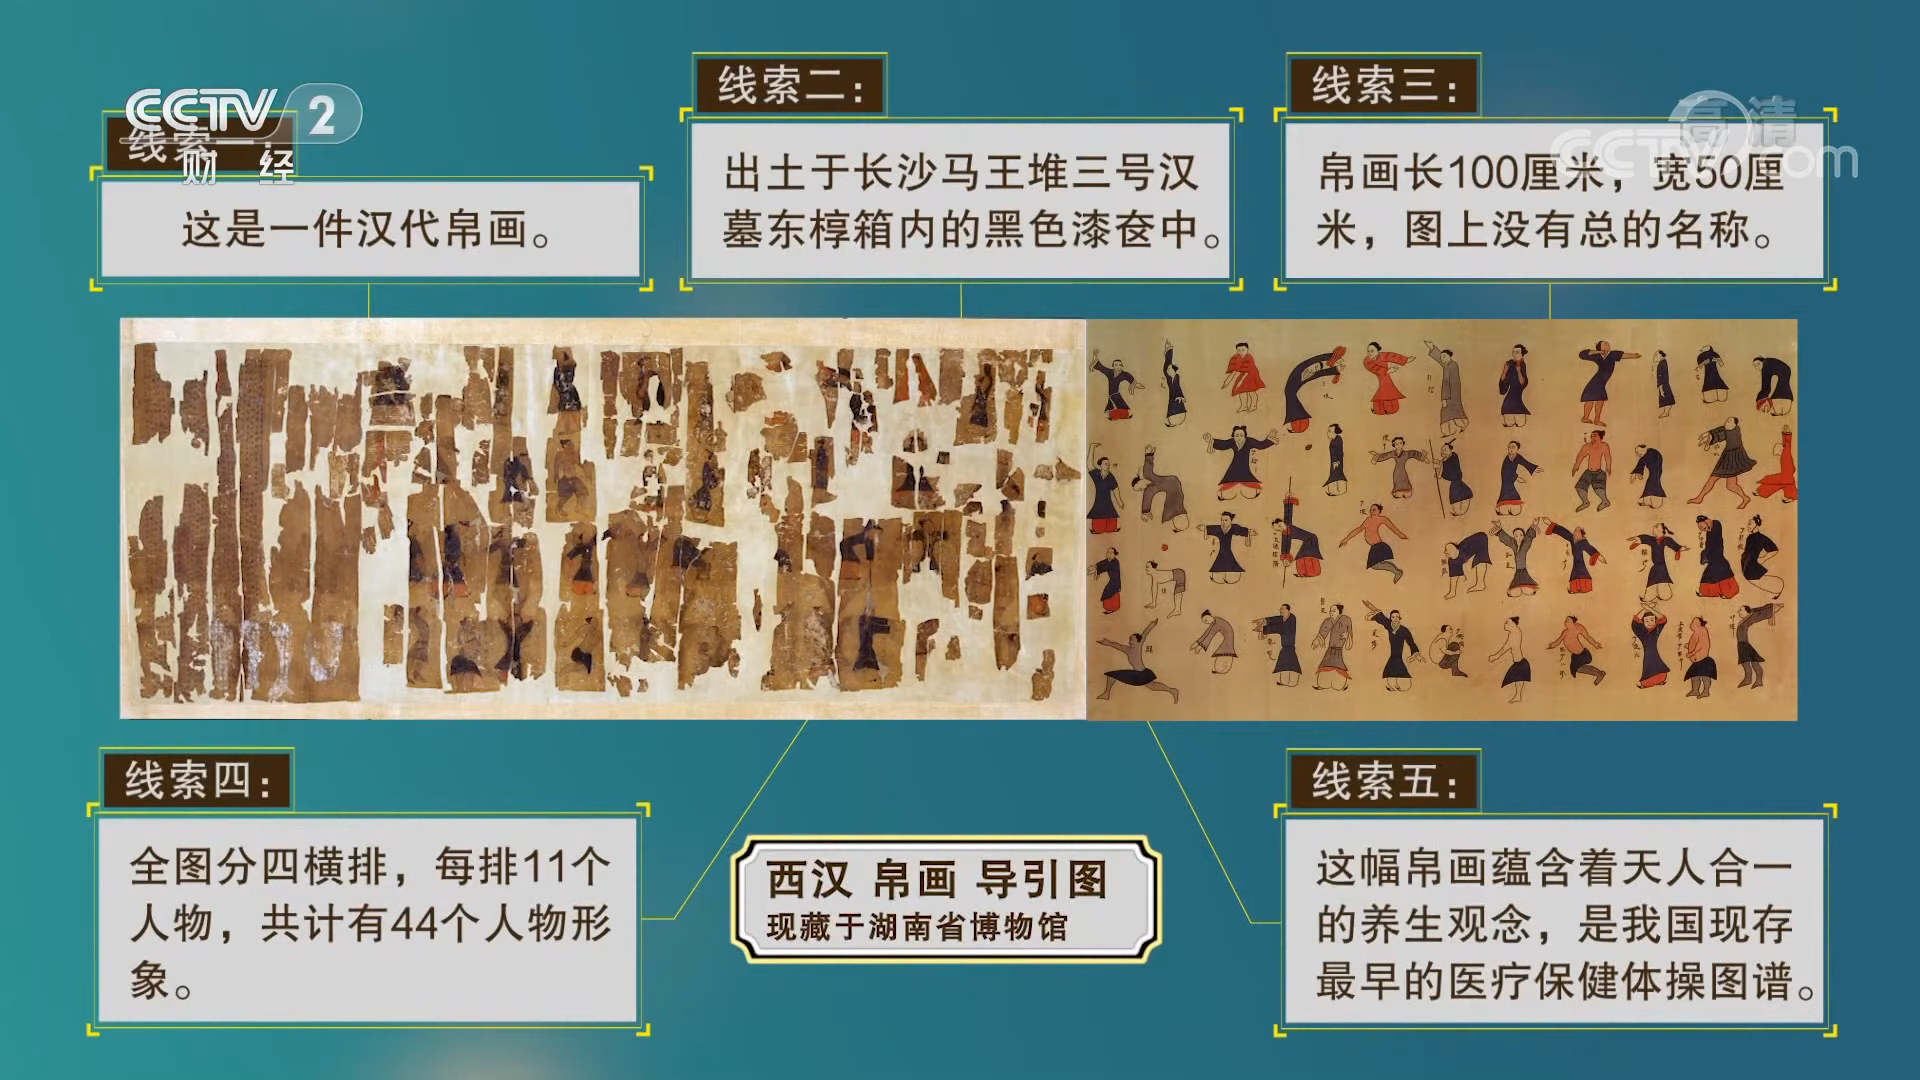 CCTV 2
财 经
高清
CCTV.com
线索一：
这是一件汉代帛画。
线索二：
出土于长沙马王堆三号汉
墓东椁箱内的黑色漆奁中。
线索三：
帛画长100厘米，宽50厘
米，图上没有总的名称。
线索四：
全图分四横排，每排11个
人物，共计有44个人物形
象。
西汉 帛画 导引图
现藏于湖南省博物馆
线索五：
这幅帛画蕴含着天人合一
的养生观念，是我国现存
最早的医疗保健体操图谱。